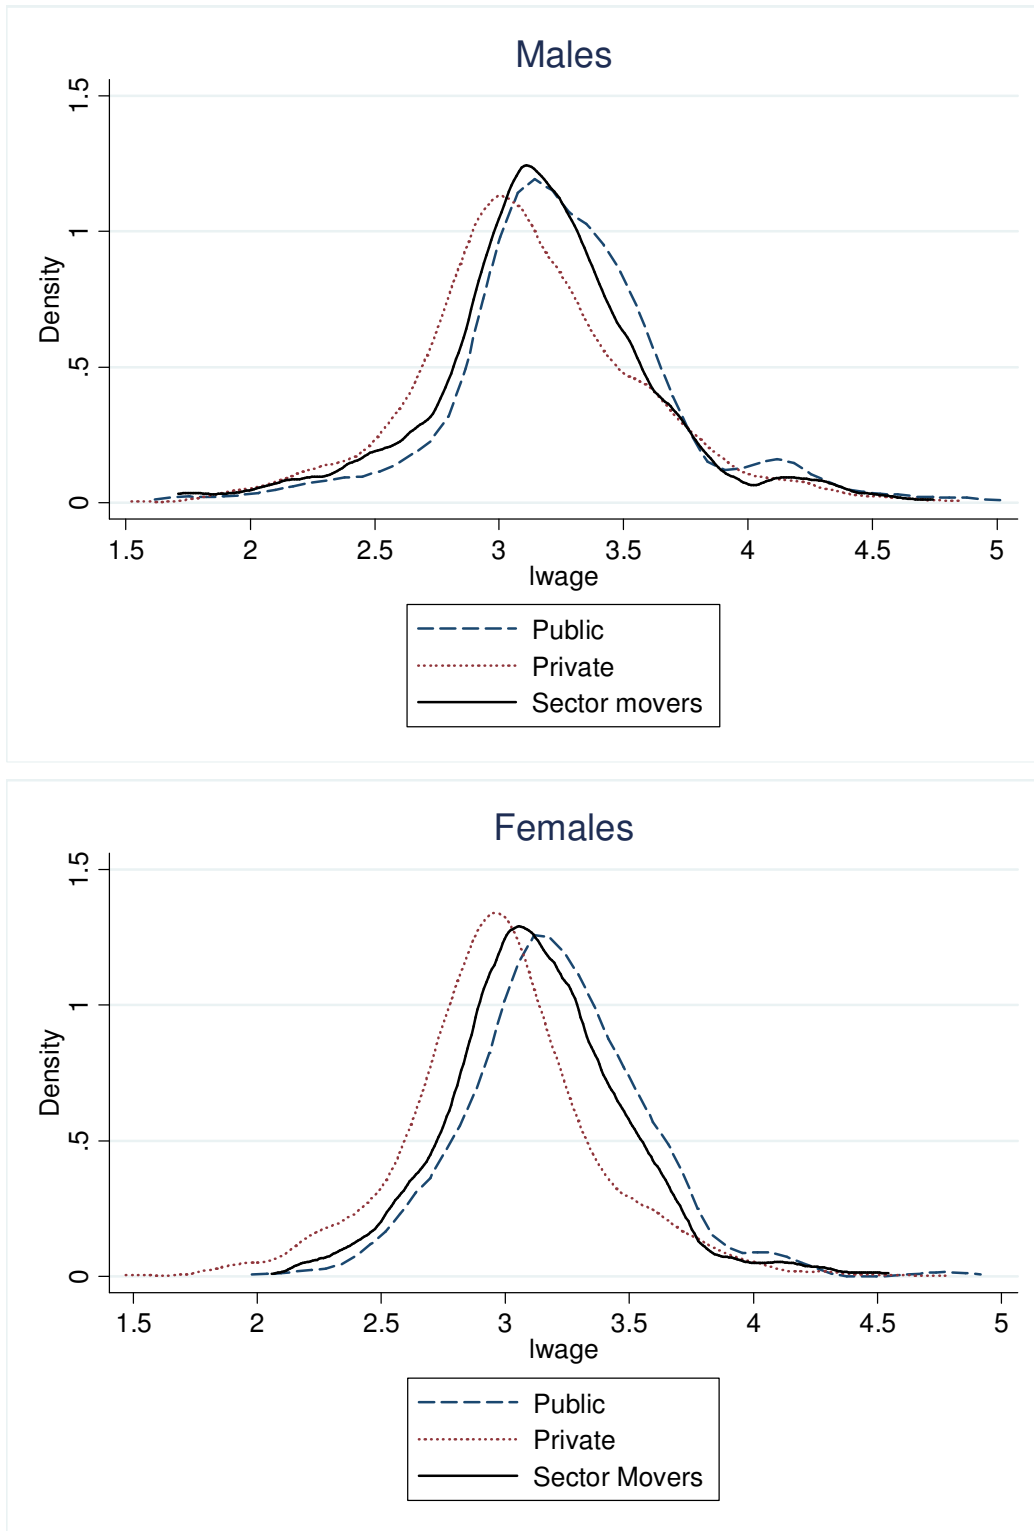 Males
1.5
1
.5
0
Density
1.5 2 2.5 3 3.5 4 4.5 5
lwage
Public
Private
Sector movers
Females
1.5
1
.5
0
Density
1.5 2 2.5 3 3.5 4 4.5 5
lwage
Public
Private
Sector Movers